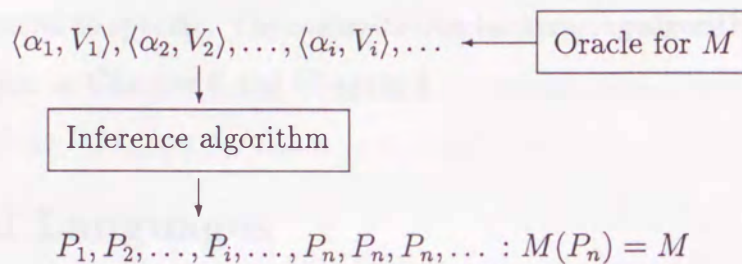 ⟨α₁, V₁⟩, ⟨α₂, V₂⟩, …, ⟨αᵢ, Vᵢ⟩, … Oracle for M
Inference algorithm
P₁, P₂, …, Pᵢ, …, Pₙ, Pₙ, Pₙ, … : M(Pₙ) = M